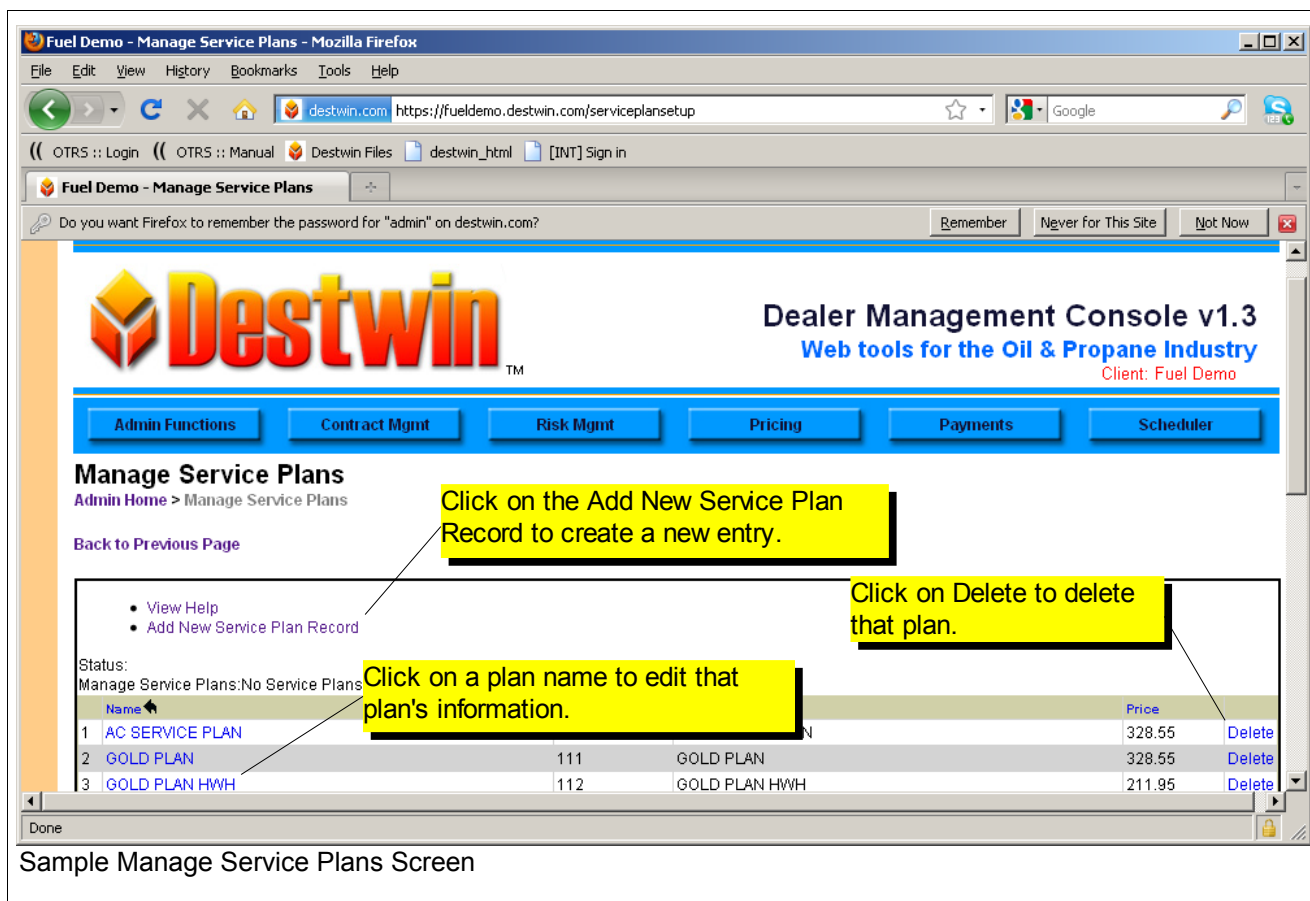 Fuel Demo - Manage Service Plans - Mozilla Firefox
File Edit View History Bookmarks Tools Help
destwin.com https://fueldemo.destwin.com/serviceplansetup Google
OTRS :: Login OTRS :: Manual Destwin Files destwin_html [INT] Sign in
Fuel Demo - Manage Service Plans
Do you want Firefox to remember the password for "admin" on destwin.com? Remember Never for This Site Not Now
Destwin TM
Dealer Management Console v1.3
Web tools for the Oil & Propane Industry
Client: Fuel Demo
Admin Functions Contract Mgmt Risk Mgmt Pricing Payments Scheduler
Manage Service Plans
Admin Home > Manage Service Plans
Click on the Add New Service Plan
Record to create a new entry.
Back to Previous Page
Click on Delete to delete
that plan.
• View Help
• Add New Service Plan Record
Status:
Manage Service Plans:No Service Plans
Click on a plan name to edit that
plan's information.
Name Price
1 AC SERVICE PLAN N 328.55 Delete
2 GOLD PLAN 111 GOLD PLAN 328.55 Delete
3 GOLD PLAN HWH 112 GOLD PLAN HWH 211.95 Delete
Done
Sample Manage Service Plans Screen